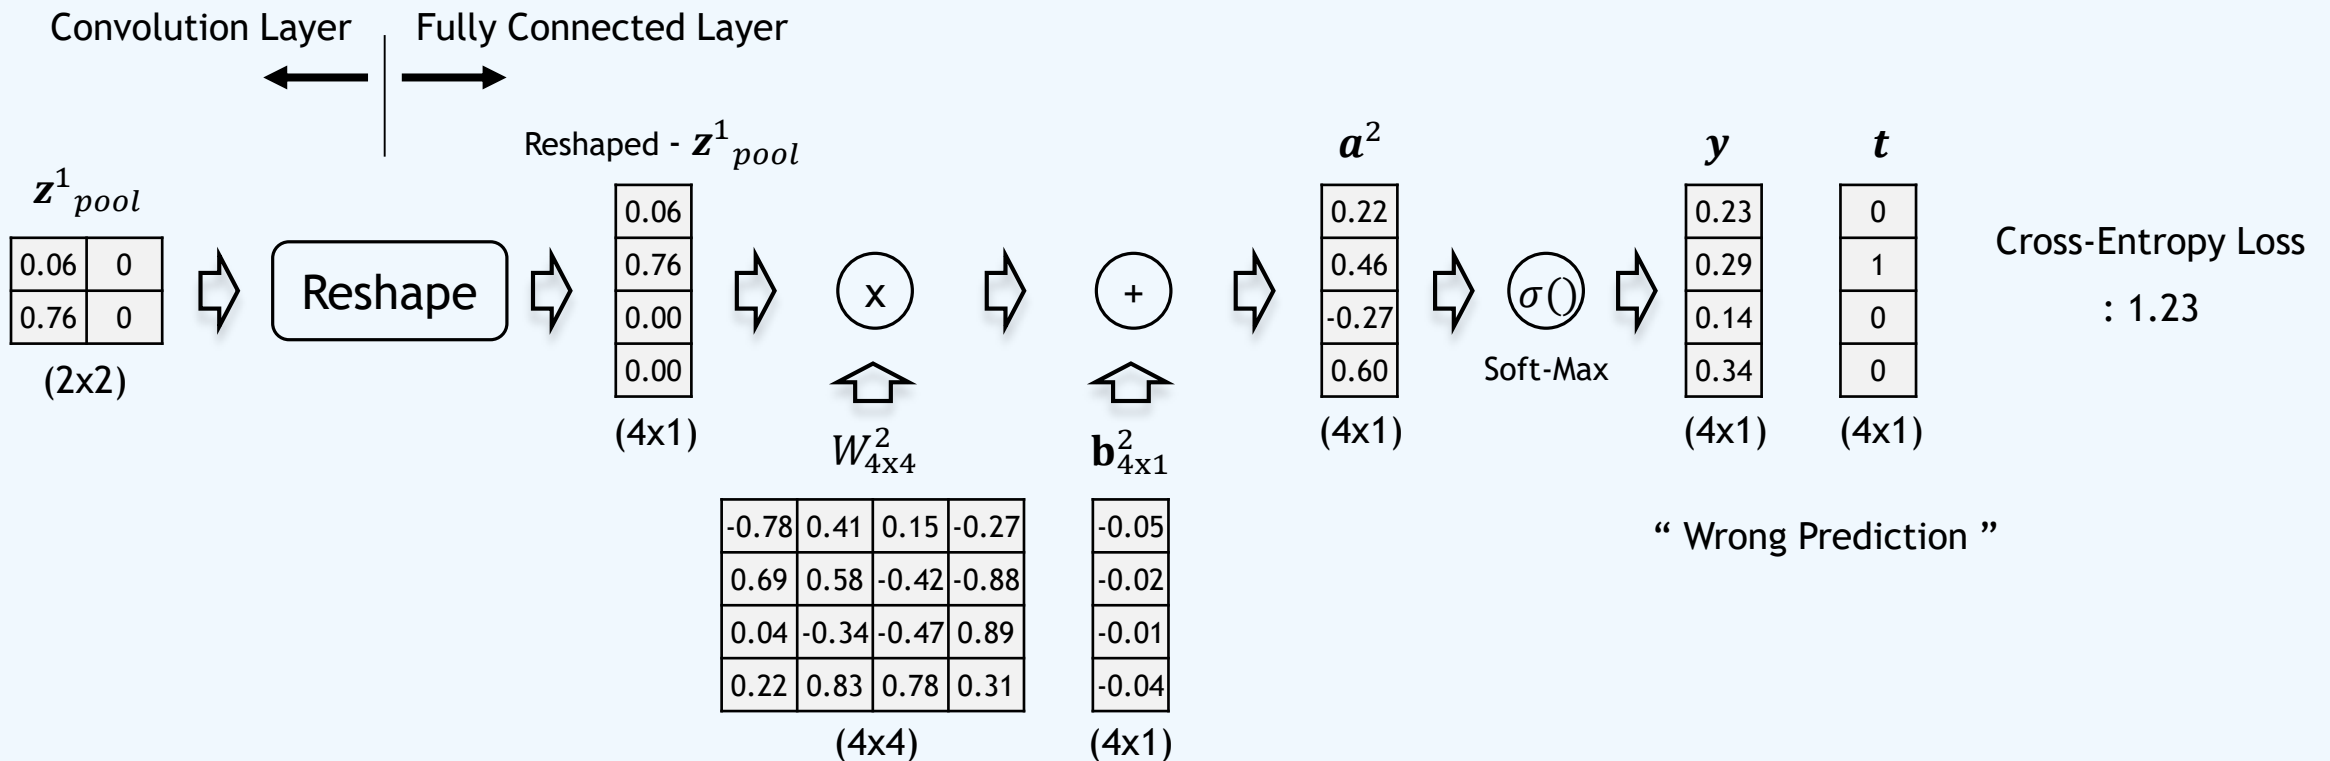 Convolution Layer
Fully Connected Layer
Reshaped - z¹pool
a²
y
t
z¹pool
0.06 0
0.76 0
(2x2)
Reshape
0.06
0.76
0.00
0.00
(4x1)
x
W²4x4
-0.78 0.41 0.15 -0.27
0.69 0.58 -0.42 -0.88
0.04 -0.34 -0.47 0.89
0.22 0.83 0.78 0.31
(4x4)
+
b²4x1
-0.05
-0.02
-0.01
-0.04
(4x1)
0.22
0.46
-0.27
0.60
(4x1)
σ()
Soft-Max
0.23
0.29
0.14
0.34
(4x1)
0
1
0
0
(4x1)
Cross-Entropy Loss
: 1.23
“ Wrong Prediction ”